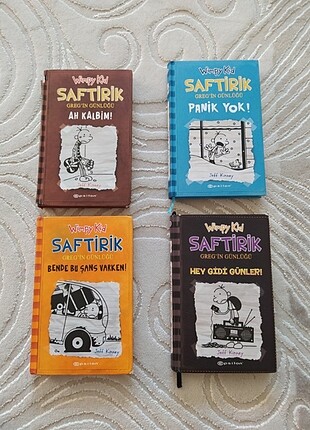 Wimpy Kid
SAFTİRİK
GREG'İN GÜNLÜĞÜ
AH KALBİM!
Jeff Kinney
Wimpy Kid
SAFTİRİK
GREG'İN GÜNLÜĞÜ
PANİK YOK!
Jeff Kinney
Wimpy Kid
SAFTİRİK
GREG'İN GÜNLÜĞÜ
BENDE BU ŞANS VARKEN!
Jeff Kinney
Wimpy Kid
SAFTİRİK
GREG'İN GÜNLÜĞÜ
HEY GİDİ GÜNLER!
Jeff Kinney